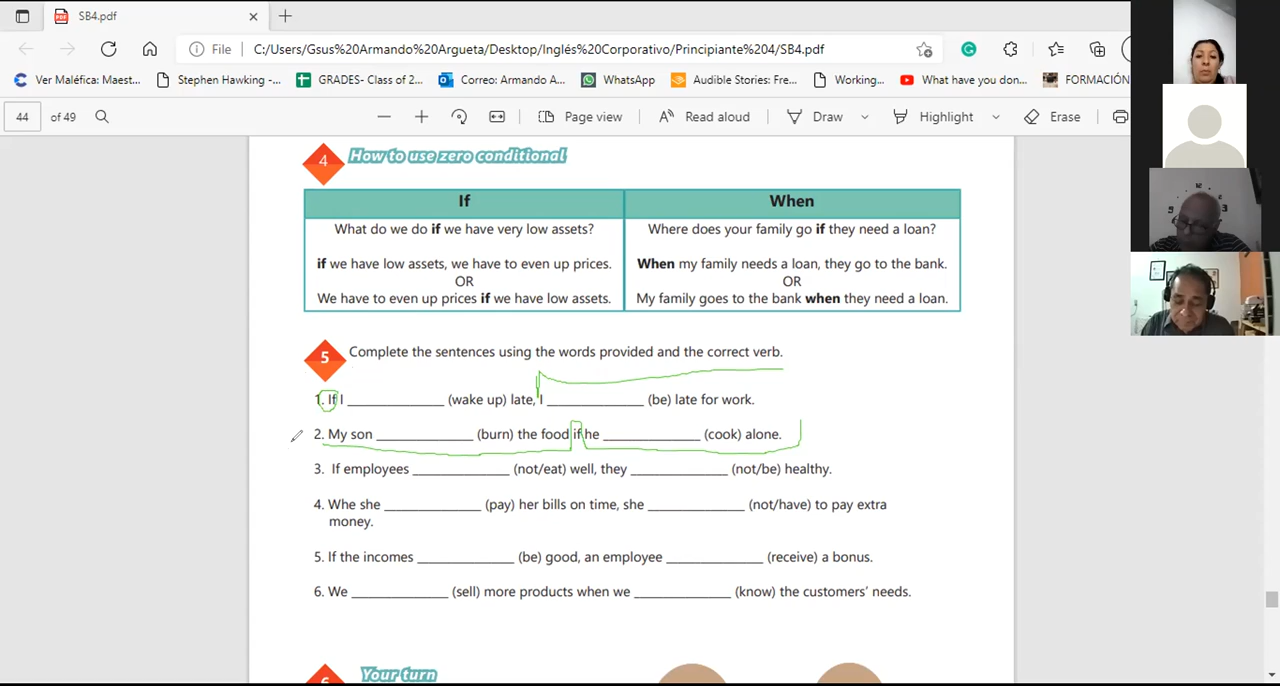 SB4.pdf
File C:/Users/Gsus%20Armando%20Argueta/Desktop/Inglés%20Corporativo/Principiante%204/SB4.pdf
Ver Maléfica: Maest... Stephen Hawking -... GRADES- Class of 2... Correo: Armando A... WhatsApp Audible Stories: Fre... Working... What have you don... FORMACIÓN
44 of 49 Page view Read aloud Draw Highlight Erase
4 How to use zero conditional
If When
What do we do if we have very low assets? Where does your family go if they need a loan?
if we have low assets, we have to even up prices. When my family needs a loan, they go to the bank.
OR OR
We have to even up prices if we have low assets. My family goes to the bank when they need a loan.
5 Complete the sentences using the words provided and the correct verb.
1. If I ______________ (wake up) late, I ______________ (be) late for work.
2. My son ______________ (burn) the food if he ______________ (cook) alone.
3. If employees ______________ (not/eat) well, they ______________ (not/be) healthy.
4. Whe she ______________ (pay) her bills on time, she ______________ (not/have) to pay extra
money.
5. If the incomes ______________ (be) good, an employee ______________ (receive) a bonus.
6. We ______________ (sell) more products when we ______________ (know) the customers' needs.
6 Your turn